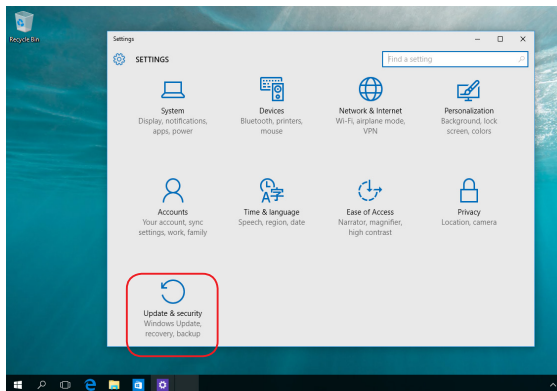 Recycle Bin
Settings
SETTINGS
Find a setting
System
Display, notifications,
apps, power
Devices
Bluetooth, printers,
mouse
Network & Internet
Wi-Fi, airplane mode,
VPN
Personalization
Background, lock
screen, colors
Accounts
Your account, sync
settings, work, family
Time & language
Speech, region, date
Ease of Access
Narrator, magnifier,
high contrast
Privacy
Location, camera
Update & security
Windows Update,
recovery, backup